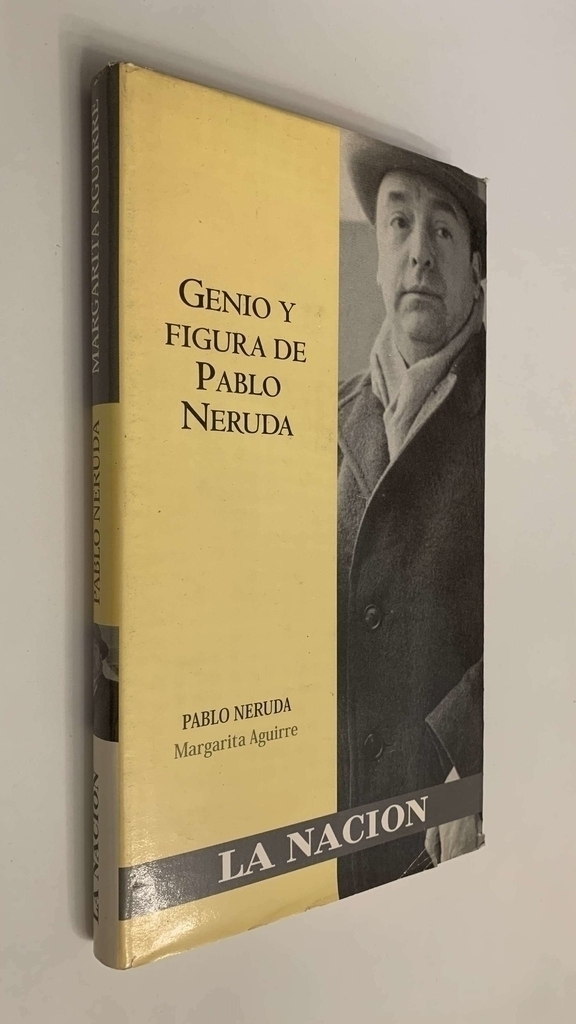 GENIO Y
FIGURA DE
PABLO
NERUDA
PABLO NERUDA
Margarita Aguirre
LA NACION
MARGARITA AGUIRRE
PABLO NERUDA
LA NACION